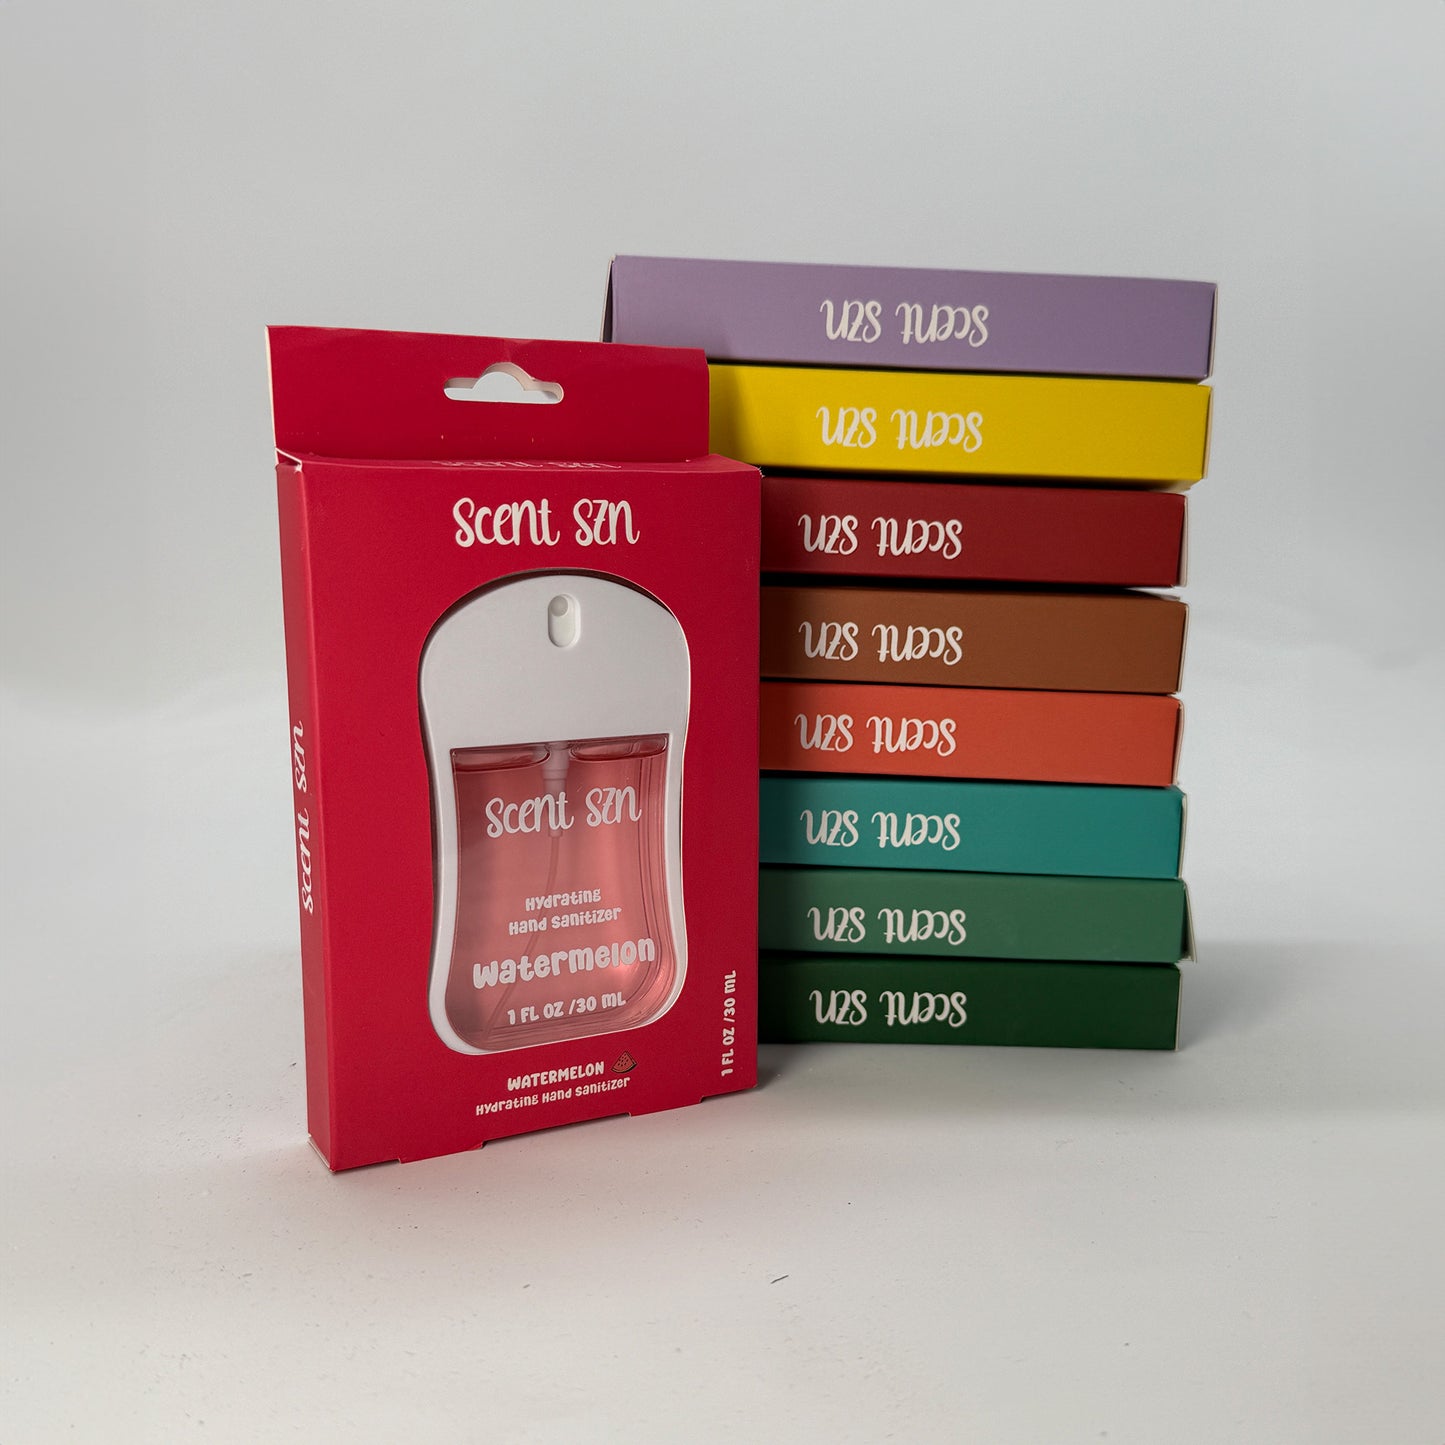 Scent Szn
Scent Szn
Scent Szn
Scent Szn
Hydrating
Hand Sanitizer
Watermelon
1 FL OZ / 30 mL
WATERMELON
Hydrating Hand Sanitizer
1 FL OZ / 30 mL
Scent Szn
Scent Szn
Scent Szn
Scent Szn
Scent Szn
Scent Szn
Scent Szn
Scent Szn